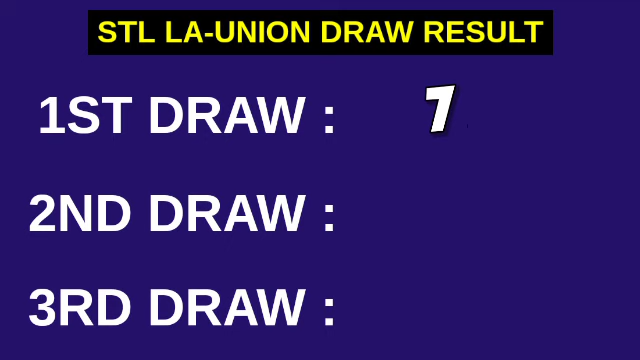 STL LA-UNION DRAW RESULT
1ST DRAW : 7
2ND DRAW :
3RD DRAW :